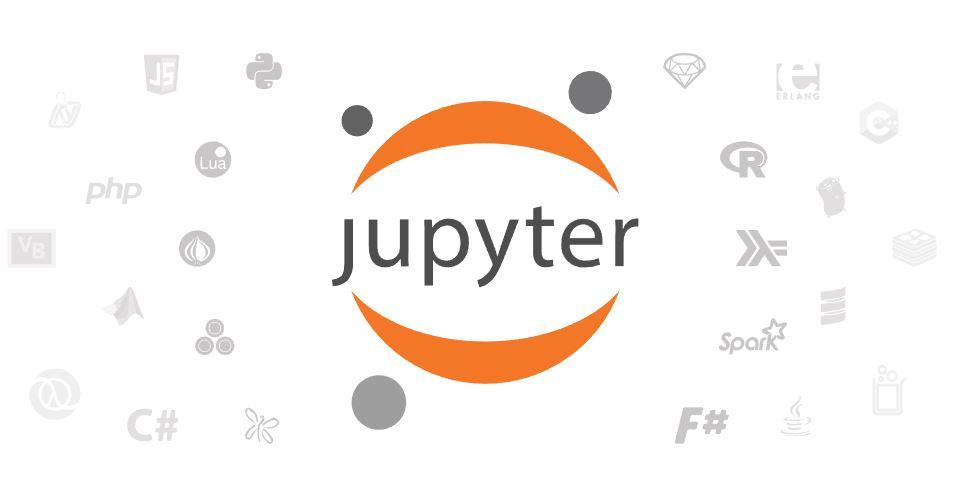 JS
ERLANG
C++
Lua
R
php
jupyter
VB
Spark
C#
F#